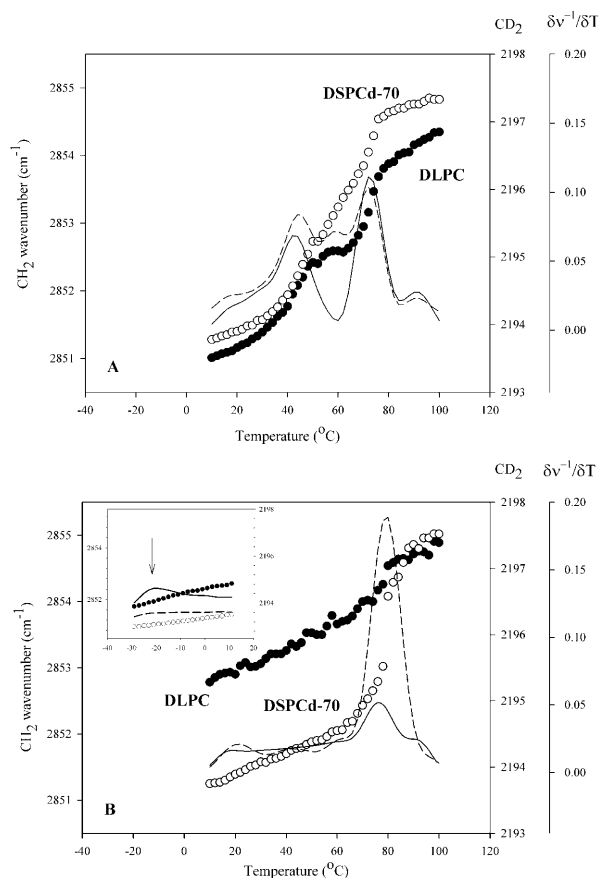 CD2 δν⁻¹/δT
2198 0.20
2855 DSPCd-70
2197 0.15
2854 DLPC
2196 0.10
CH2 wavenumber (cm⁻¹)
2853
2195 0.05
2852
2194 0.00
2851
A
2193
-40 -20 0 20 40 60 80 100 120
Temperature (°C)
CD2 δν⁻¹/δT
2198 0.20
2855
2854
2852
2198
2196
2194
-40 -30 -20 -10 0 10 20
2197 0.15
2854
2196 0.10
CH2 wavenumber (cm⁻¹)
2853
DLPC
DSPCd-70
2195 0.05
2852
2194 0.00
2851
B
2193
-40 -20 0 20 40 60 80 100 120
Temperature (°C)